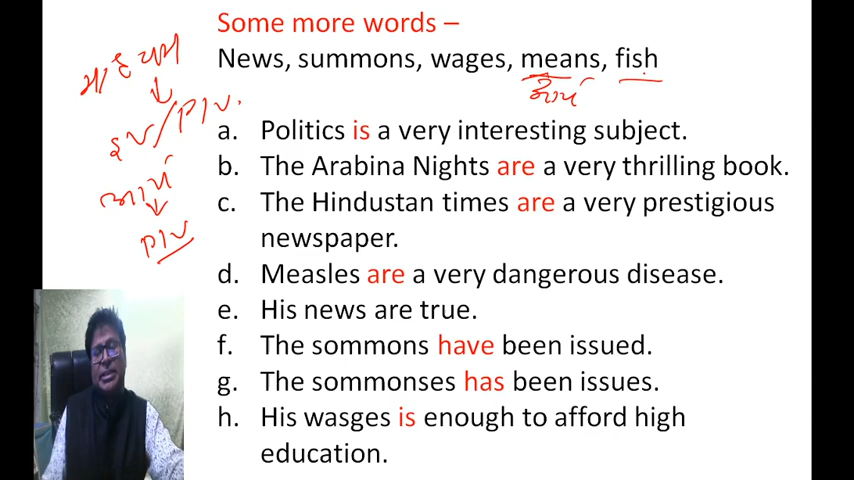 Some more words –
News, summons, wages, means, fish
a. Politics is a very interesting subject.
b. The Arabina Nights are a very thrilling book.
c. The Hindustan times are a very prestigious
newspaper.
d. Measles are a very dangerous disease.
e. His news are true.
f. The sommons have been issued.
g. The sommonses has been issues.
h. His wasges is enough to afford high
education.